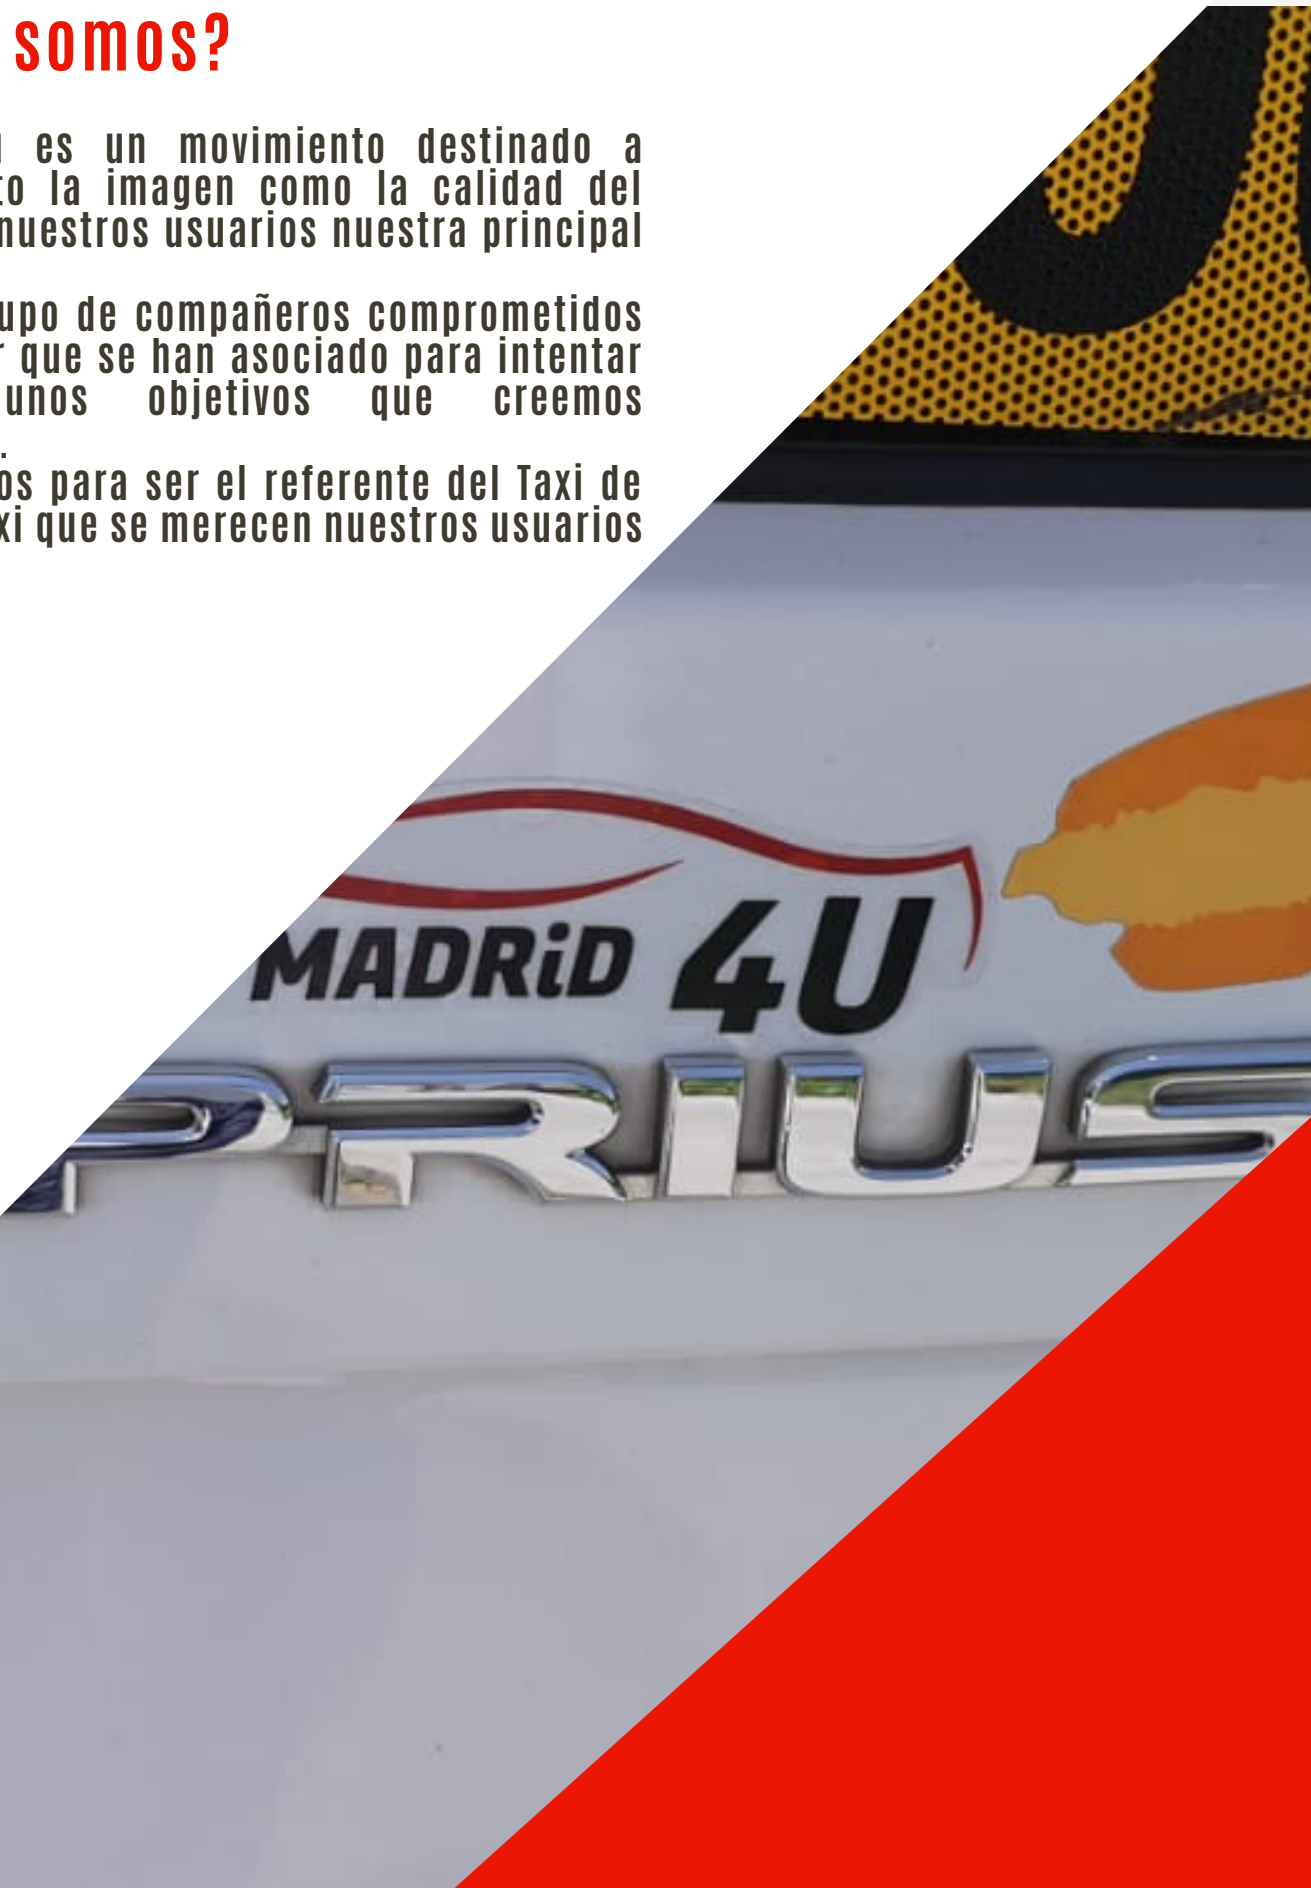 somos?
es un movimiento destinado a
to la imagen como la calidad del
nuestros usuarios nuestra principal
upo de compañeros comprometidos
r que se han asociado para intentar
unos objetivos que creemos
.
os para ser el referente del Taxi de
xi que se merecen nuestros usuarios
MADRiD 4U
PRIUS